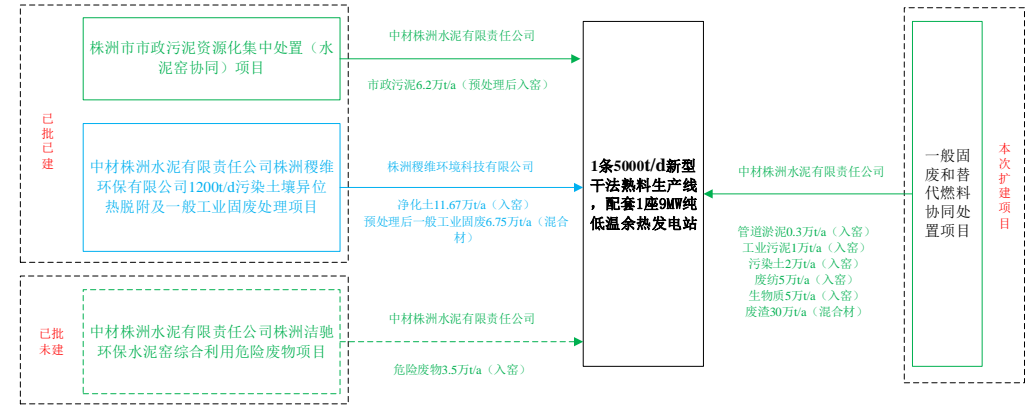 已
批
已
建
株洲市市政污泥资源化集中处置（水
泥窑协同）项目
中材株洲水泥有限责任公司
市政污泥6.2万t/a（预处理后入窑）
中材株洲水泥有限责任公司株洲稷维
环保有限公司1200t/d污染土壤异位
热脱附及一般工业固废处理项目
株洲稷维环境科技有限公司
净化土11.67万t/a（入窑）
预处理后一般工业固废6.75万t/a（混合
材）
已批
未建
中材株洲水泥有限责任公司株洲洁驰
环保水泥窑综合利用危险废物项目
中材株洲水泥有限责任公司
危险废物3.5万t/a（入窑）
1条5000t/d新型
干法熟料生产线
，配套1座9MW纯
低温余热发电站
中材株洲水泥有限责任公司
管道淤泥0.3万t/a（入窑）
工业污泥1万t/a（入窑）
污染土2万t/a（入窑）
废纺5万t/a（入窑）
生物质5万t/a（入窑）
废渣30万t/a（混合材）
一般固
废和替
代燃料
协同处
置项目
本
次
扩
建
项
目